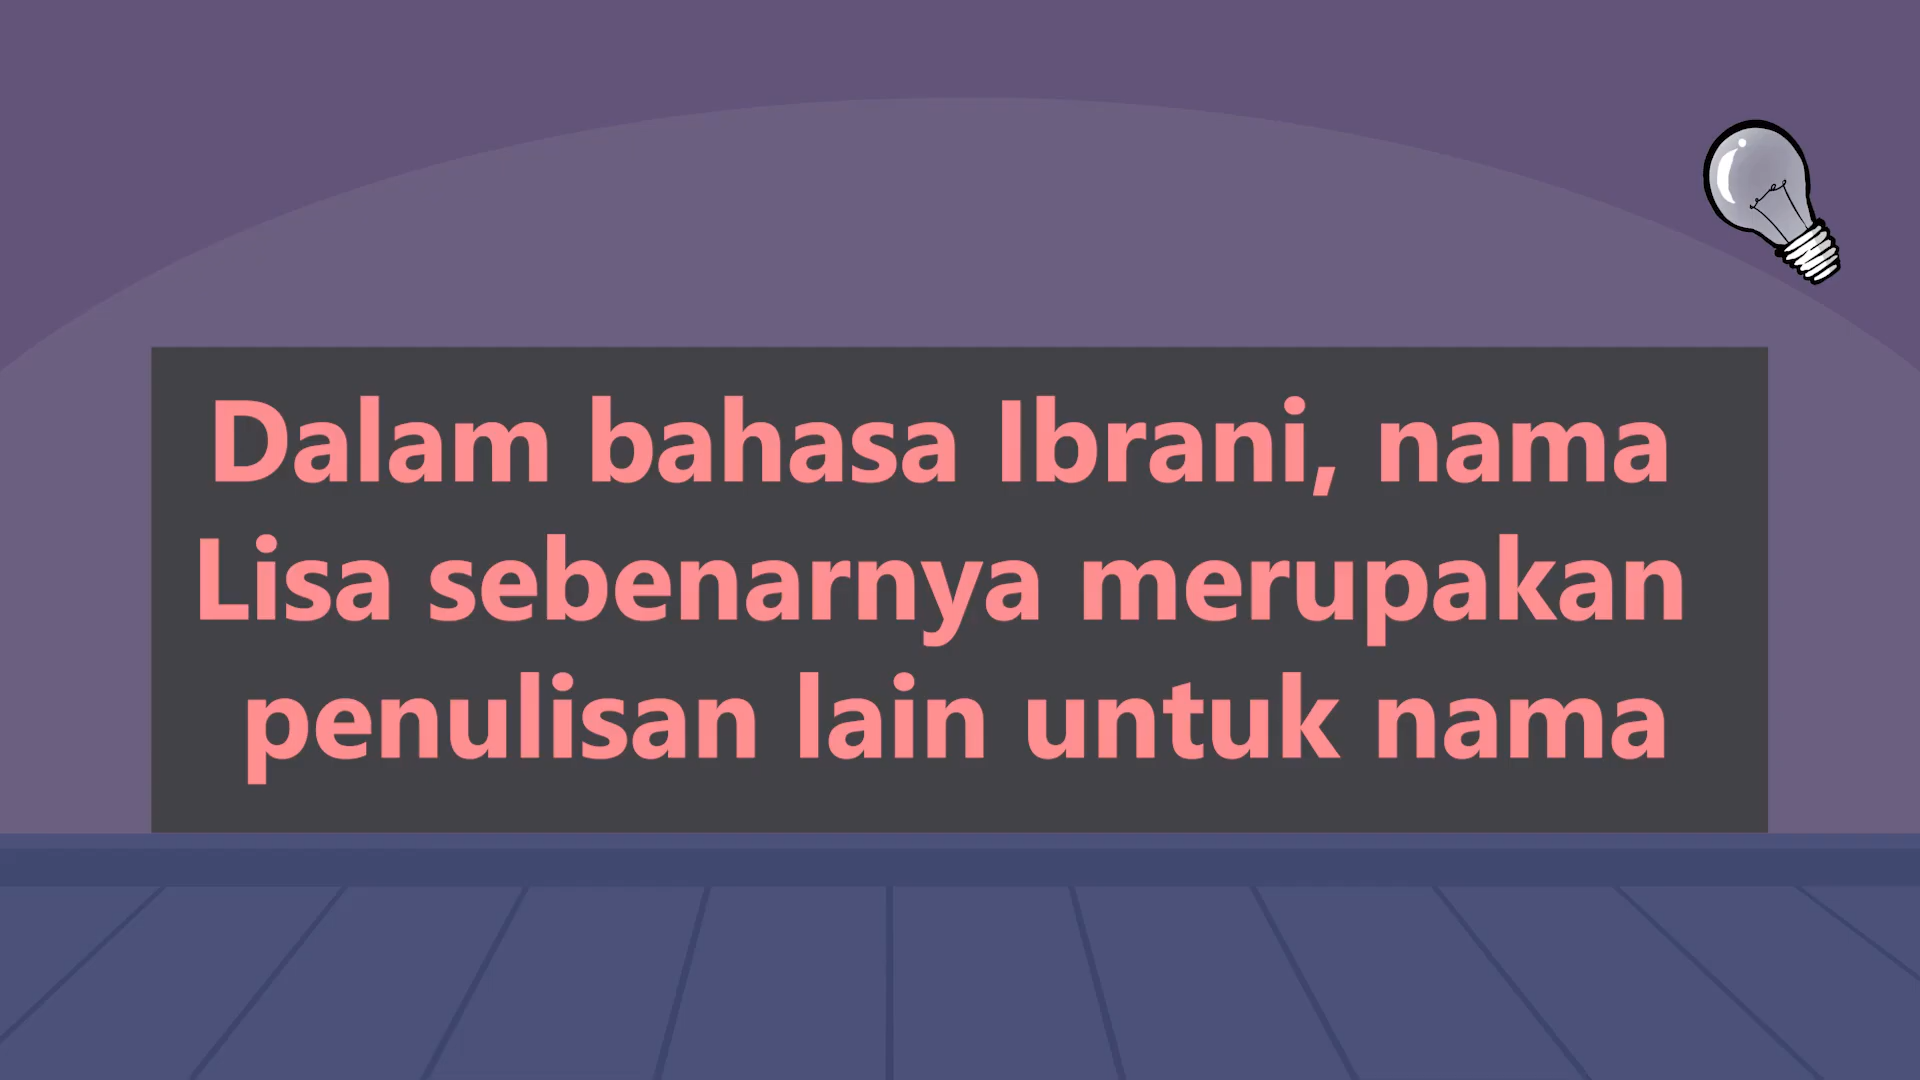 Dalam bahasa Ibrani, nama
Lisa sebenarnya merupakan
penulisan lain untuk nama